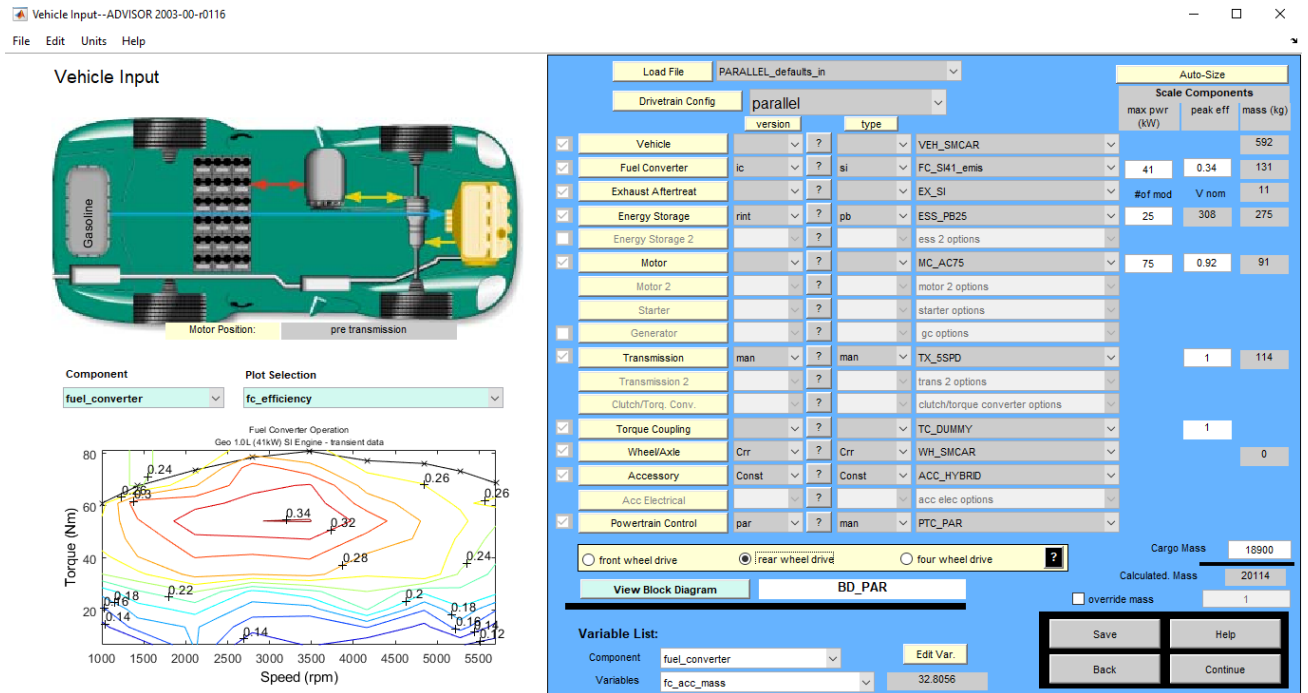 Vehicle Input--ADVISOR 2003-00-r0116
File Edit Units Help
Vehicle Input
Gasoline
Motor Position: pre transmission
Component Plot Selection
fuel_converter fc_efficiency
Fuel Converter Operation
Geo 1.0L (41kW) SI Engine - transient data
Torque (Nm)
80
60
40
20
0.24
0.26
0.3
0.26
0.26
0.34
0.32
0.28
0.24
0.22
0.2
0.18
0.16
0.14
0.18
0.16
0.14
0.12
0.14
1000 1500 2000 2500 3000 3500 4000 4500 5000 5500
Speed (rpm)
Load File PARALLEL_defaults_in
Drivetrain Config parallel
version type
Auto-Size
Scale Components
max pwr (kW) peak eff mass (kg)
Vehicle ? VEH_SMCAR 592
Fuel Converter ic ? si FC_SI41_emis 41 0.34 131
Exhaust Aftertreat ? EX_SI #of mod V nom 11
Energy Storage rint ? pb ESS_PB25 25 308 275
Energy Storage 2 ? ess 2 options
Motor ? MC_AC75 75 0.92 91
Motor 2 ? motor 2 options
Starter ? starter options
Generator ? gc options
Transmission man ? man TX_5SPD 1 114
Transmission 2 ? trans 2 options
Clutch/Torq. Conv. ? clutch/torque converter options
Torque Coupling ? TC_DUMMY 1
Wheel/Axle Crr ? Crr WH_SMCAR 0
Accessory Const ? Const ACC_HYBRID
Acc Electrical ? acc elec options
Powertrain Control par ? man PTC_PAR
front wheel drive rear wheel drive four wheel drive ?
Cargo Mass 18900
Calculated. Mass 20114
override mass 1
View Block Diagram BD_PAR
Variable List:
Component fuel_converter Edit Var.
Variables fc_acc_mass 32.8056
Save Help
Back Continue